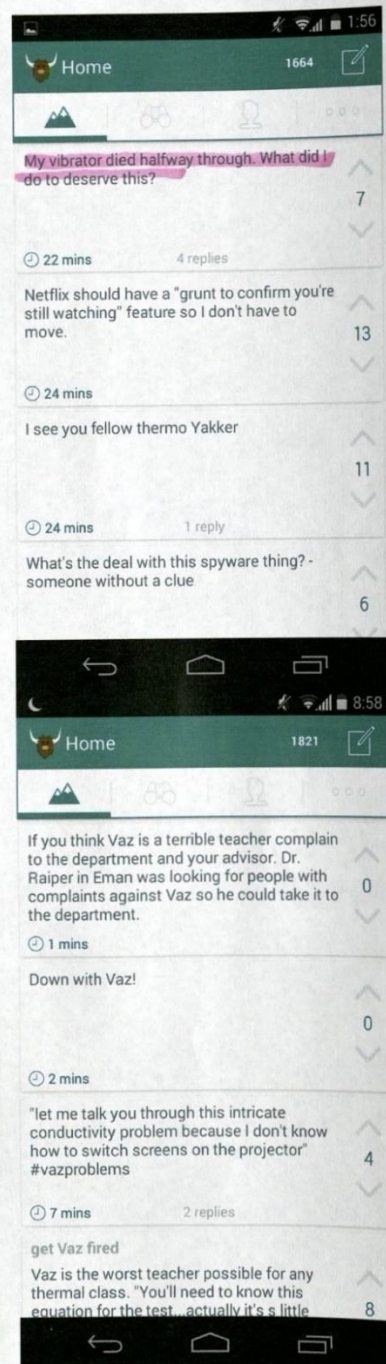 1:56
Home
1664
My vibrator died halfway through. What did I
do to deserve this?
7
22 mins
4 replies
Netflix should have a "grunt to confirm you're
still watching" feature so I don't have to
move.
13
24 mins
I see you fellow thermo Yakker
11
24 mins
1 reply
What's the deal with this spyware thing? -
someone without a clue
6
8:58
Home
1821
If you think Vaz is a terrible teacher complain
to the department and your advisor. Dr.
Raiper in Eman was looking for people with
complaints against Vaz so he could take it to
the department.
0
1 mins
Down with Vaz!
0
2 mins
"let me talk you through this intricate
conductivity problem because I don't know
how to switch screens on the projector"
#vazproblems
4
7 mins
2 replies
get Vaz fired
Vaz is the worst teacher possible for any
thermal class. "You'll need to know this
equation for the test...actually it's s little
8